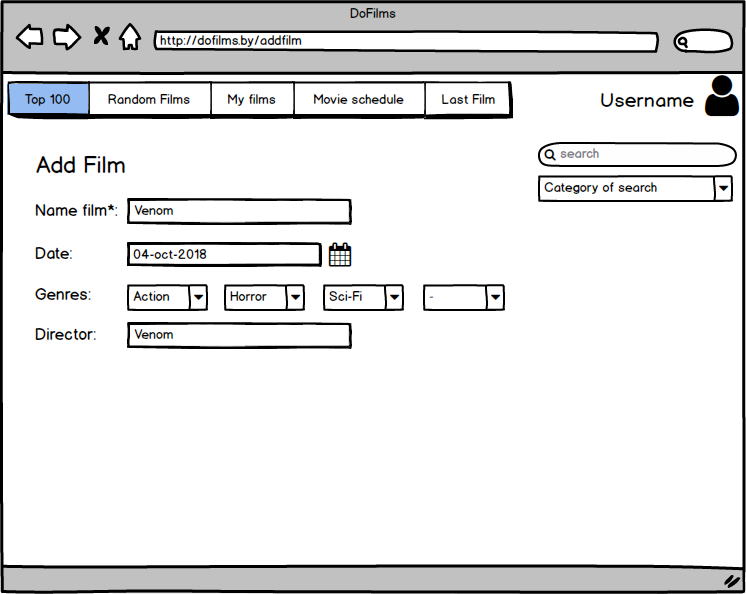 DoFilms
http://dofilms.by/addfilm
Top 100 Random Films My films Movie schedule Last Film Username
search
Category of search
Add Film
Name film*: Venom
Date: 04-oct-2018
Genres: Action Horror Sci-Fi -
Director: Venom